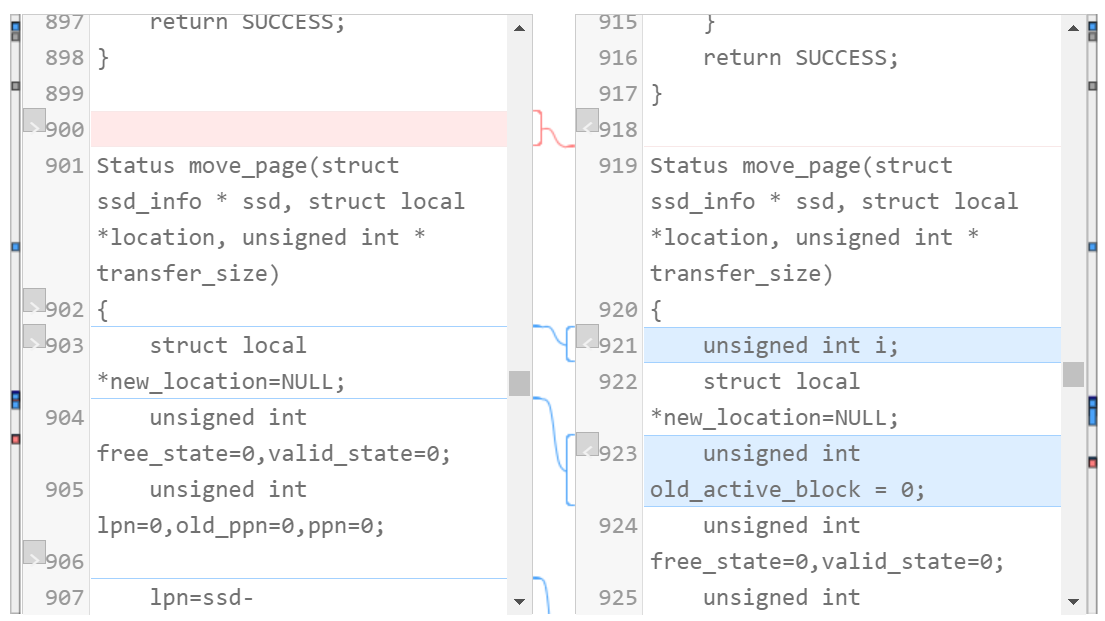 897     return SUCCESS;
898 }
899
900
901 Status move_page(struct
ssd_info * ssd, struct local
*location, unsigned int *
transfer_size)
902 {
903     struct local
*new_location=NULL;
904     unsigned int
free_state=0,valid_state=0;
905     unsigned int
lpn=0,old_ppn=0,ppn=0;
906
907     lpn=ssd-
915     }
916     return SUCCESS;
917 }
918
919 Status move_page(struct
ssd_info * ssd, struct local
*location, unsigned int *
transfer_size)
920 {
921     unsigned int i;
922     struct local
*new_location=NULL;
923     unsigned int
old_active_block = 0;
924     unsigned int
free_state=0,valid_state=0;
925     unsigned int